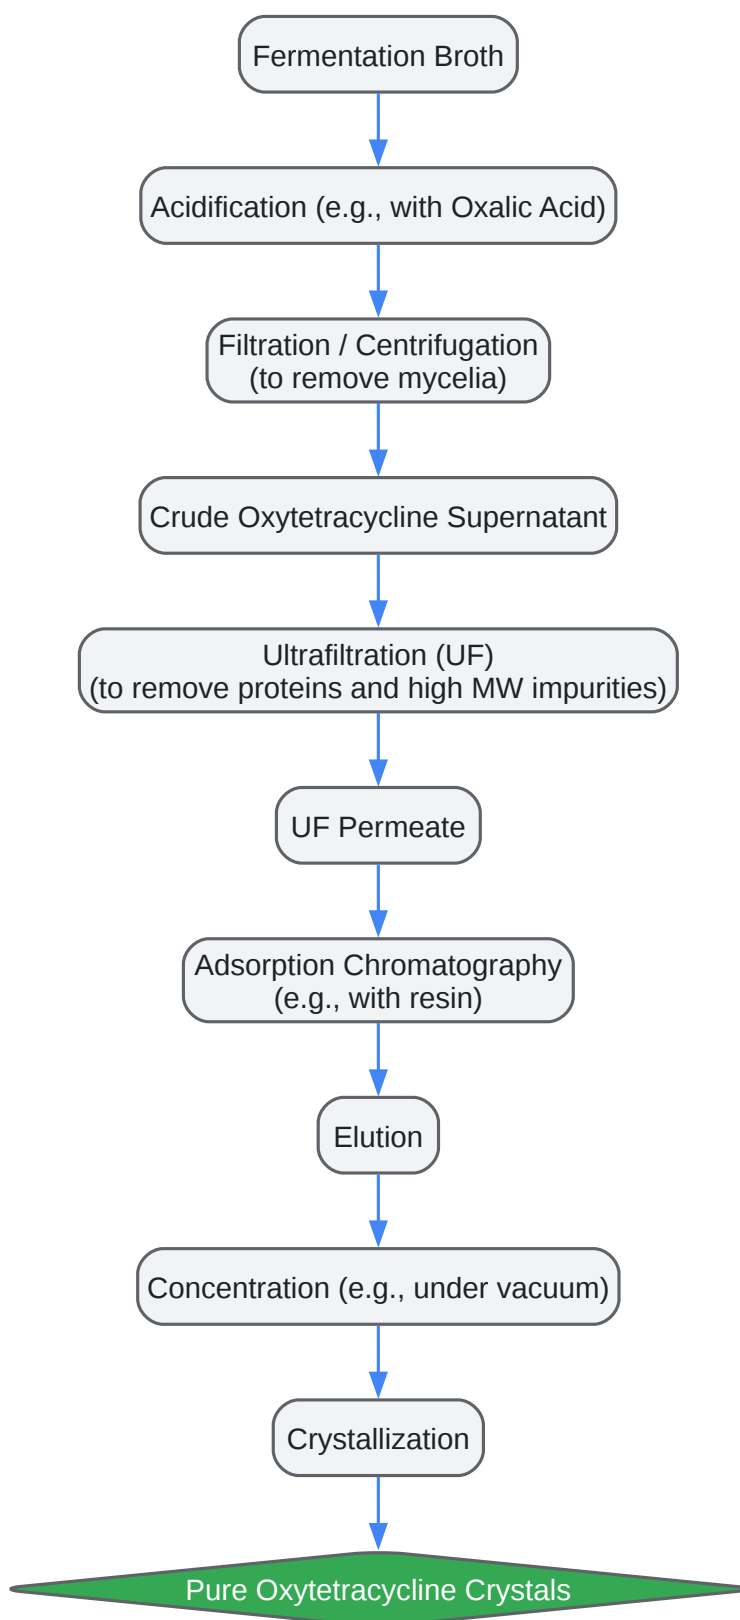 Fermentation Broth
Acidification (e.g., with Oxalic Acid)
Filtration / Centrifugation
(to remove mycelia)
Crude Oxytetracycline Supernatant
Ultrafiltration (UF)
(to remove proteins and high MW impurities)
UF Permeate
Adsorption Chromatography
(e.g., with resin)
Elution
Concentration (e.g., under vacuum)
Crystallization
Pure Oxytetracycline Crystals